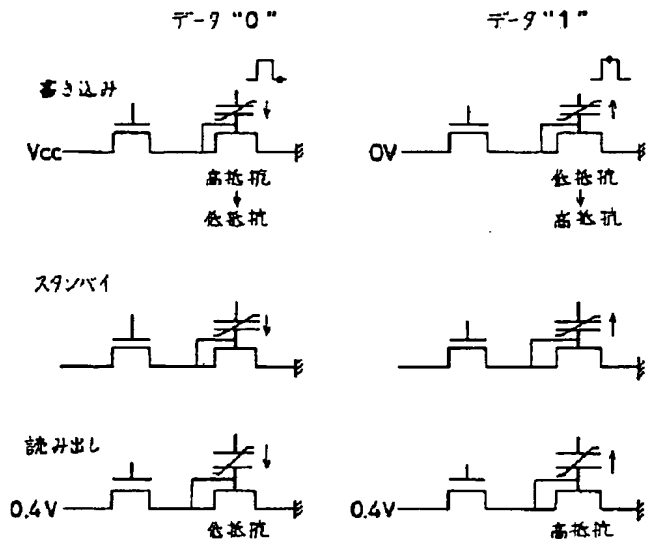 データ“0” データ“1”
書き込み
Vcc 0V
高抵抗 低抵抗
↓ ↓
低抵抗 高抵抗
スタンバイ
読み出し
0.4V 0.4V
低抵抗 高抵抗